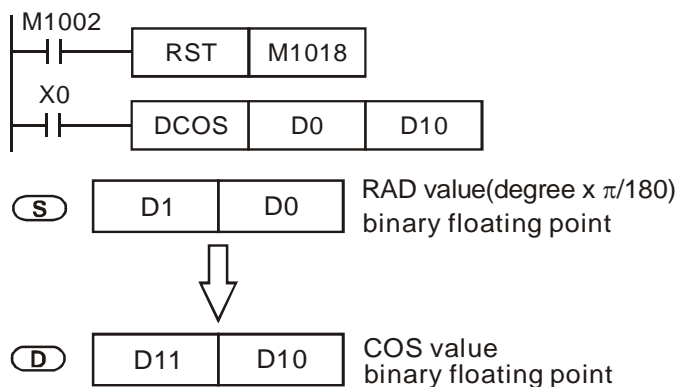 M1002
RST M1018
X0
DCOS D0 D10
S D1 D0 RAD value(degree x π/180)
binary floating point
D D11 D10 COS value
binary floating point